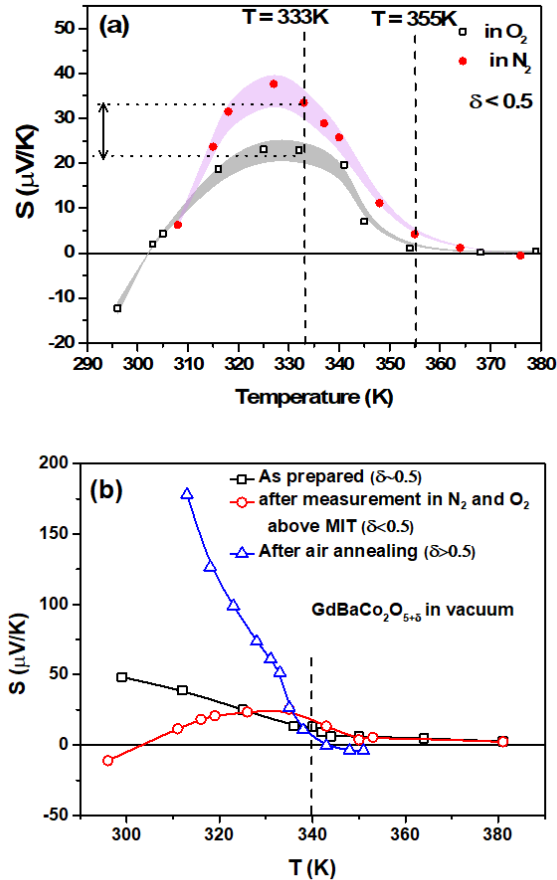 T = 333K
T = 355K
(a)
in O2
in N2
δ < 0.5
S (µV/K)
50
40
30
20
10
0
-10
-20
290 300 310 320 330 340 350 360 370 380
Temperature (K)
(b)
As prepared (δ~0.5)
after measurement in N2 and O2
above MIT (δ<0.5)
After air annealing (δ>0.5)
GdBaCo2O5+δ in vacuum
S (µV/K)
200
150
100
50
0
-50
300 320 340 360 380
T (K)